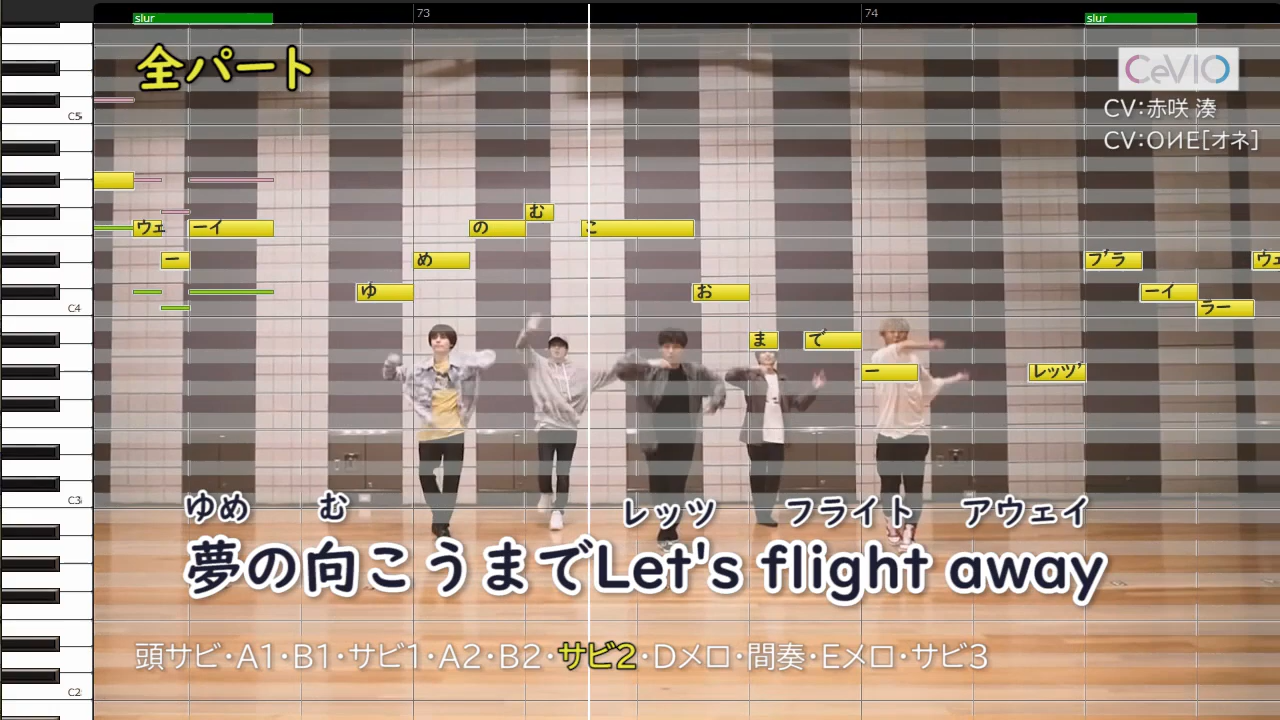 slur
73
74
slur
全パート
CeVIO
CV：赤咲 湊
CV：OИE[オネ]
C5
ウェ
ーイ
ー
ゆ
め
の
む
こ
お
ま
で
ー
レッツ'
ブ'ラ
ーイ
ラー
ウェ
C4
C3
C2
ゆめ む レッツ フライト アウェイ
夢の向こうまでLet's flight away
頭サビ・A1・B1・サビ1・A2・B2・サビ2・Dメロ・間奏・Eメロ・サビ3